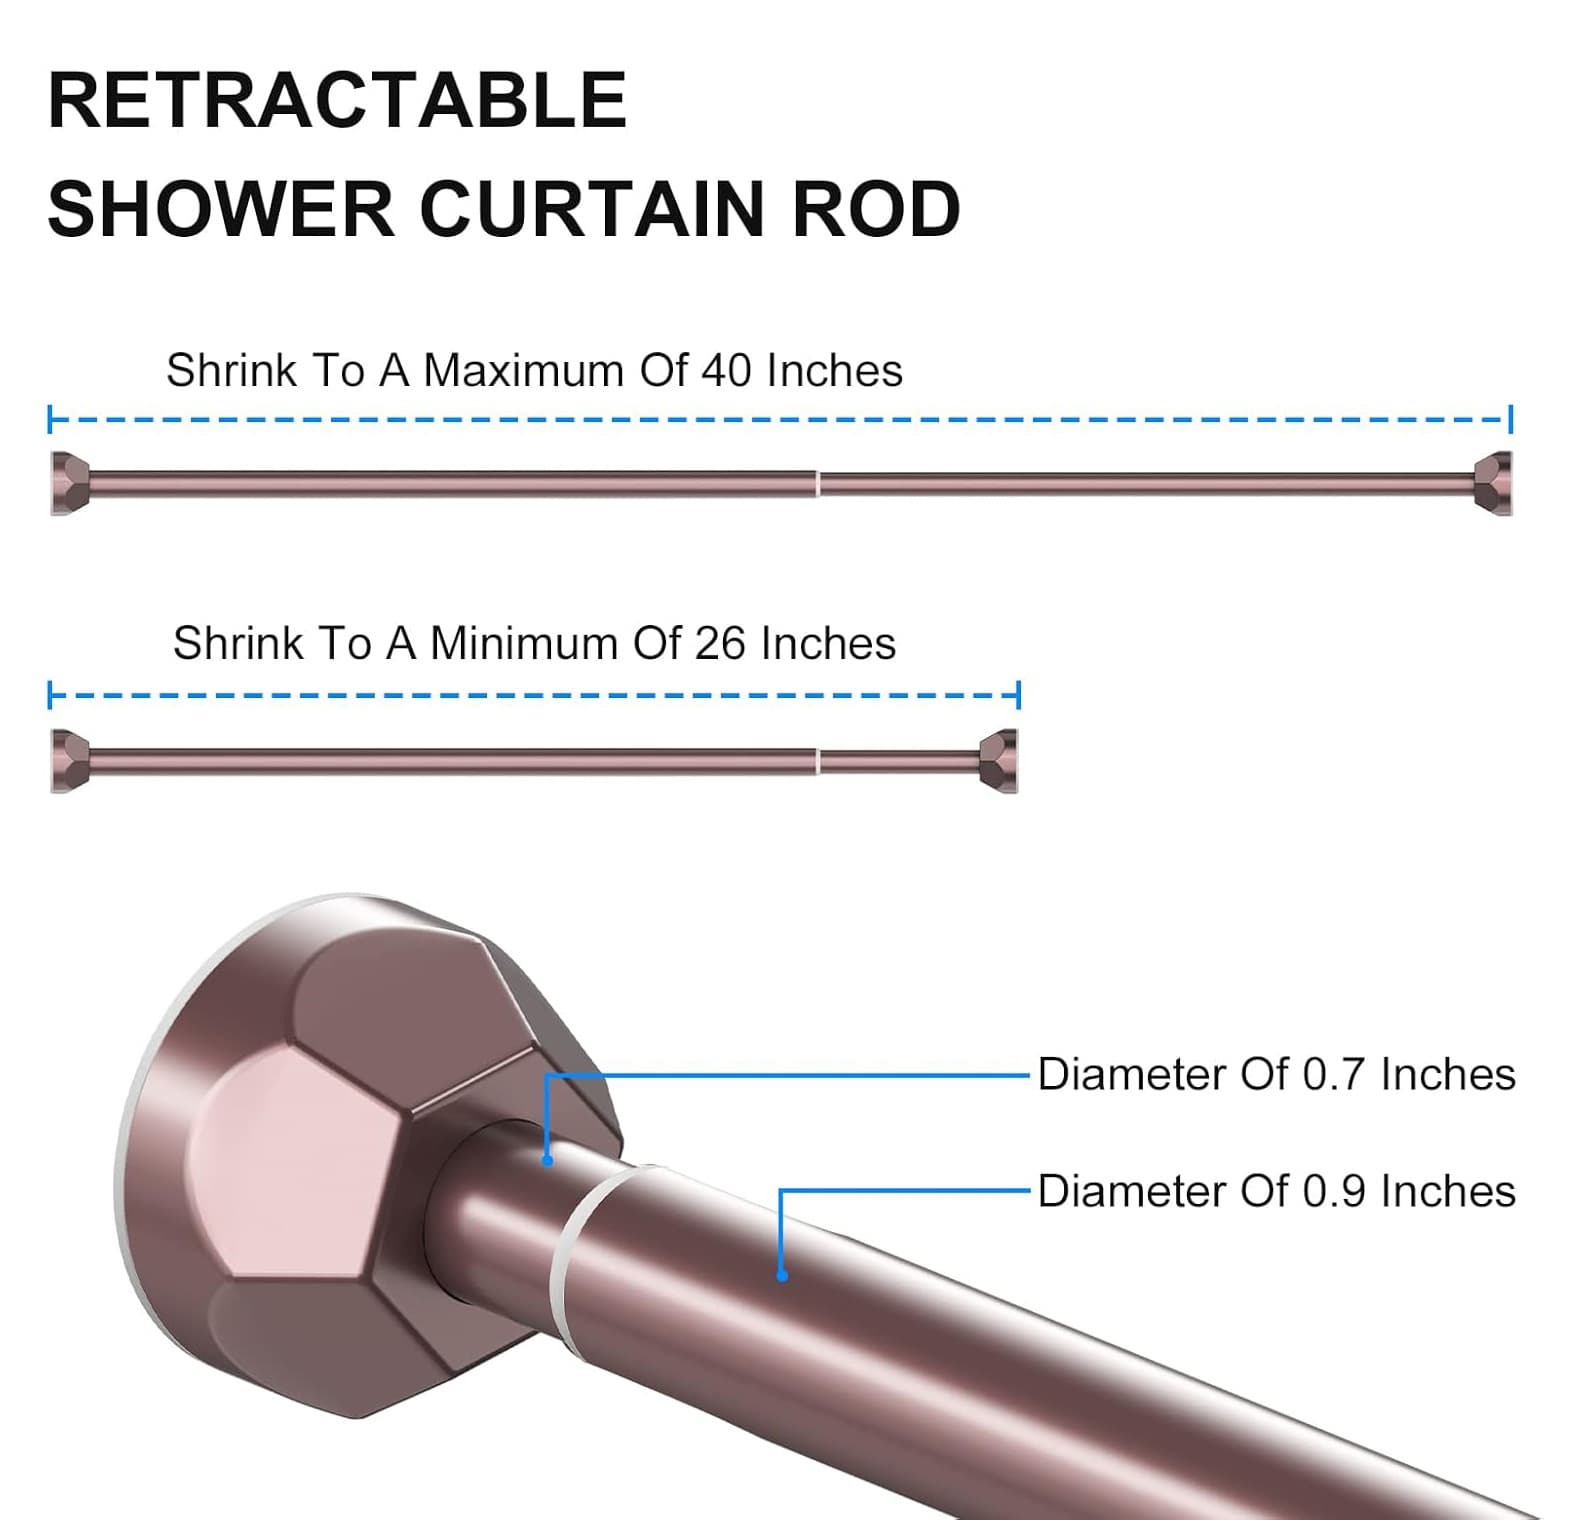 RETRACTABLE
SHOWER CURTAIN ROD
Shrink To A Maximum Of 40 Inches
Shrink To A Minimum Of 26 Inches
Diameter Of 0.7 Inches
Diameter Of 0.9 Inches